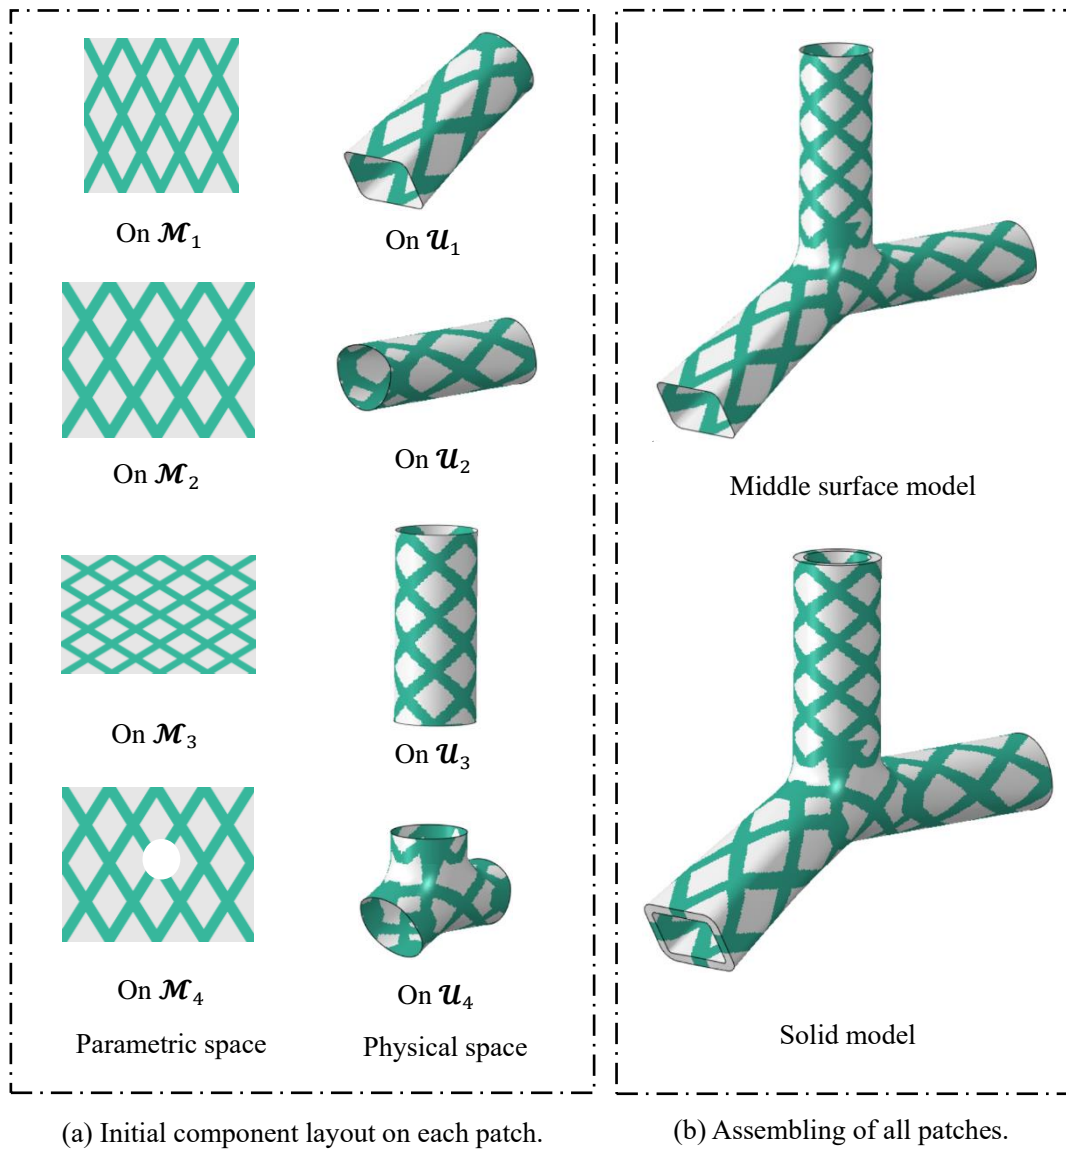 On 𝓜₁
On 𝓤₁
On 𝓜₂
On 𝓤₂
On 𝓜₃
On 𝓤₃
On 𝓜₄
On 𝓤₄
Parametric space
Physical space
(a) Initial component layout on each patch.
Middle surface model
Solid model
(b) Assembling of all patches.